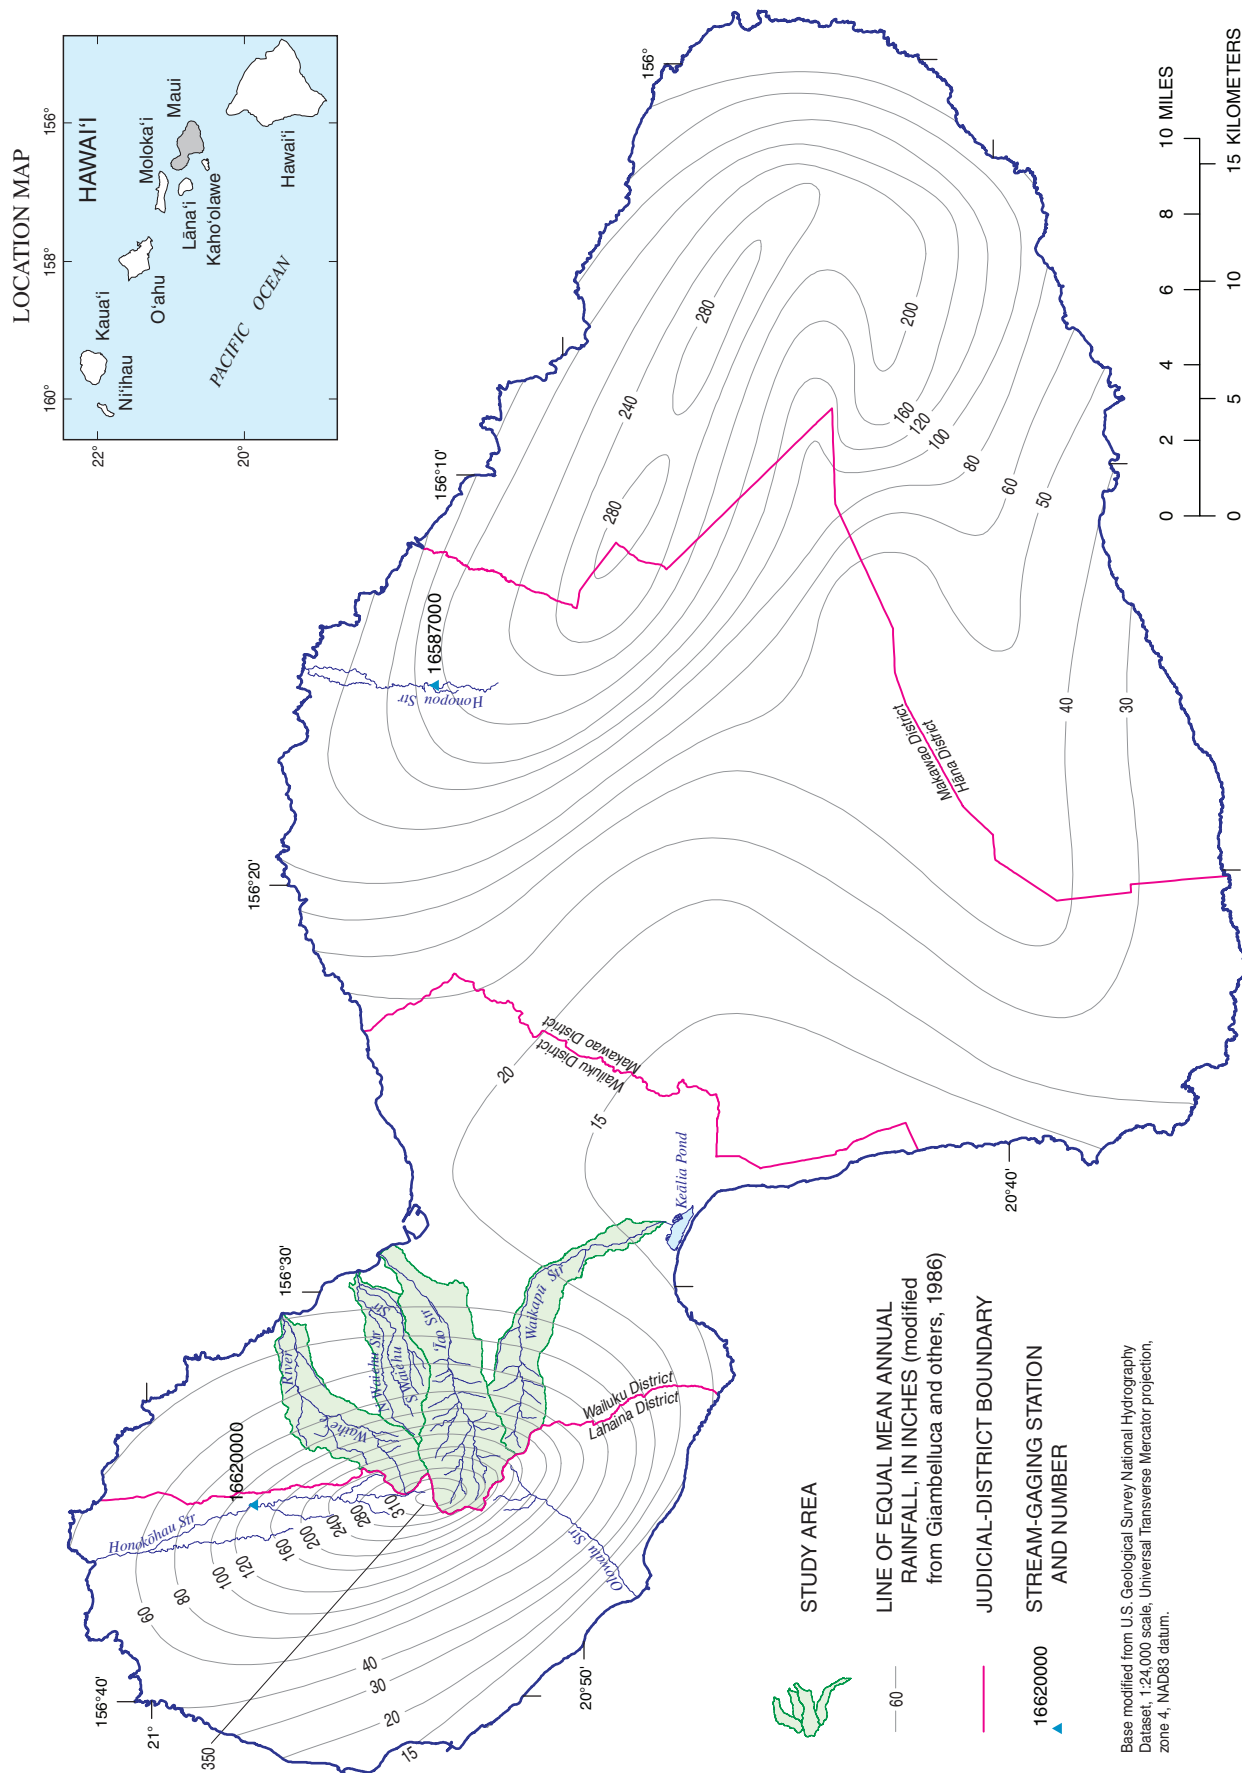 LOCATION MAP
160°
158°
156°
22°
20°
HAWAI‘I
Ni‘ihau
Kaua‘i
O‘ahu
Moloka‘i
Maui
Lāna‘i
Kaho‘olawe
Hawai‘i
PACIFIC OCEAN
156°40'
21°
156°30'
156°20'
156°10'
156°
20°50'
20°40'
Honokōhau Str
16620000
Waiheʻe
River
N Waiehu Str
S Waiehu
Str
‘Īao Str
Waikapū Str
Keālia Pond
Olowalu Str
Honopou Str
16587000
Wailuku District
Lahaina District
Makawao District
Wailuku District
Makawao District
Hāna District
60
80
100
120
160
200
240
280
310
350
40
30
20
15
20
15
280
240
280
200
160
120
100
80
60
50
40
30
0 2 4 6 8 10 MILES
0 5 10 15 KILOMETERS
STUDY AREA
60
LINE OF EQUAL MEAN ANNUAL
RAINFALL, IN INCHES (modified
from Giambelluca and others, 1986)
JUDICIAL-DISTRICT BOUNDARY
16620000
STREAM-GAGING STATION
AND NUMBER
Base modified from U.S. Geological Survey National Hydrography
Dataset, 1:24,000 scale, Universal Transverse Mercator projection,
zone 4, NAD83 datum.